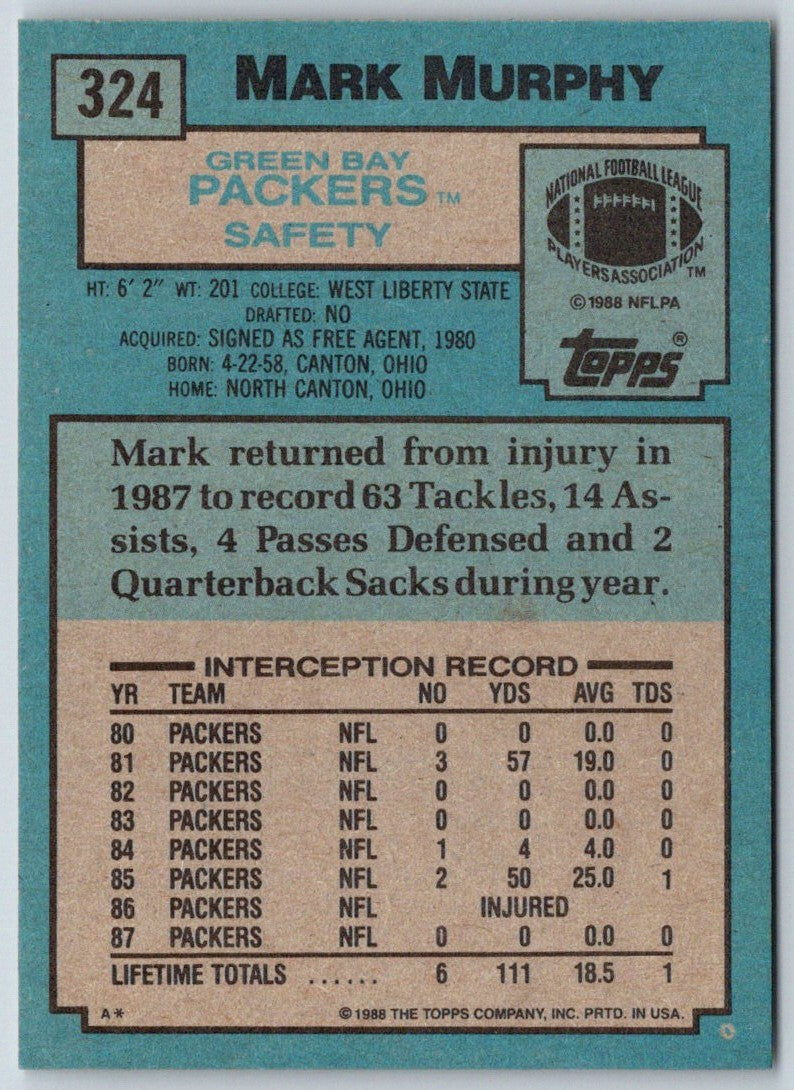 324
MARK MURPHY
GREEN BAY
PACKERS™
SAFETY
NATIONAL FOOTBALL LEAGUE
PLAYERS ASSOCIATION™
©1988 NFLPA
TOPPS®
HT: 6' 2" WT: 201 COLLEGE: WEST LIBERTY STATE
DRAFTED: NO
ACQUIRED: SIGNED AS FREE AGENT, 1980
BORN: 4-22-58, CANTON, OHIO
HOME: NORTH CANTON, OHIO
Mark returned from injury in
1987 to record 63 Tackles, 14 As-
sists, 4 Passes Defensed and 2
Quarterback Sacks during year.
INTERCEPTION RECORD
YR TEAM NO YDS AVG TDS
80 PACKERS NFL 0 0 0.0 0
81 PACKERS NFL 3 57 19.0 0
82 PACKERS NFL 0 0 0.0 0
83 PACKERS NFL 0 0 0.0 0
84 PACKERS NFL 1 4 4.0 0
85 PACKERS NFL 2 50 25.0 1
86 PACKERS NFL INJURED
87 PACKERS NFL 0 0 0.0 0
LIFETIME TOTALS ...... 6 111 18.5 1
A* ©1988 THE TOPPS COMPANY, INC. PRTD. IN USA.